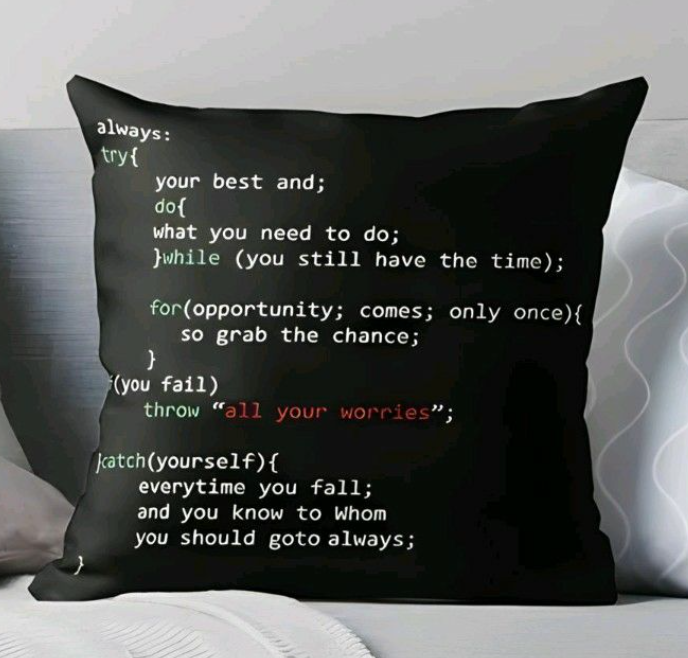 always:
try{
your best and;
do{
what you need to do;
}while (you still have the time);
for(opportunity; comes; only once){
so grab the chance;
}
(you fail)
throw “all your worries”;
}catch(yourself){
everytime you fall;
and you know to Whom
you should goto always;
}